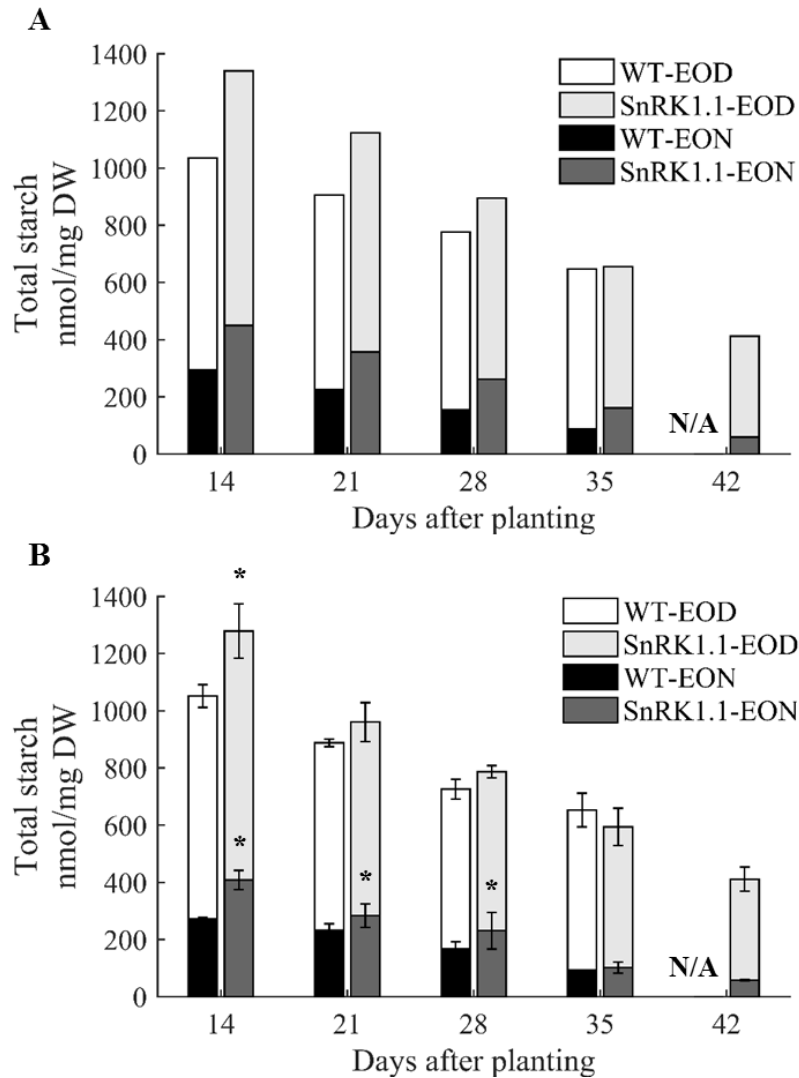 A
Total starch
nmol/mg DW
1400
1200
1000
800
600
400
200
0
WT-EOD
SnRK1.1-EOD
WT-EON
SnRK1.1-EON
N/A
14 21 28 35 42
Days after planting
B
Total starch
nmol/mg DW
1400
1200
1000
800
600
400
200
0
*
*
*
*
WT-EOD
SnRK1.1-EOD
WT-EON
SnRK1.1-EON
N/A
14 21 28 35 42
Days after planting